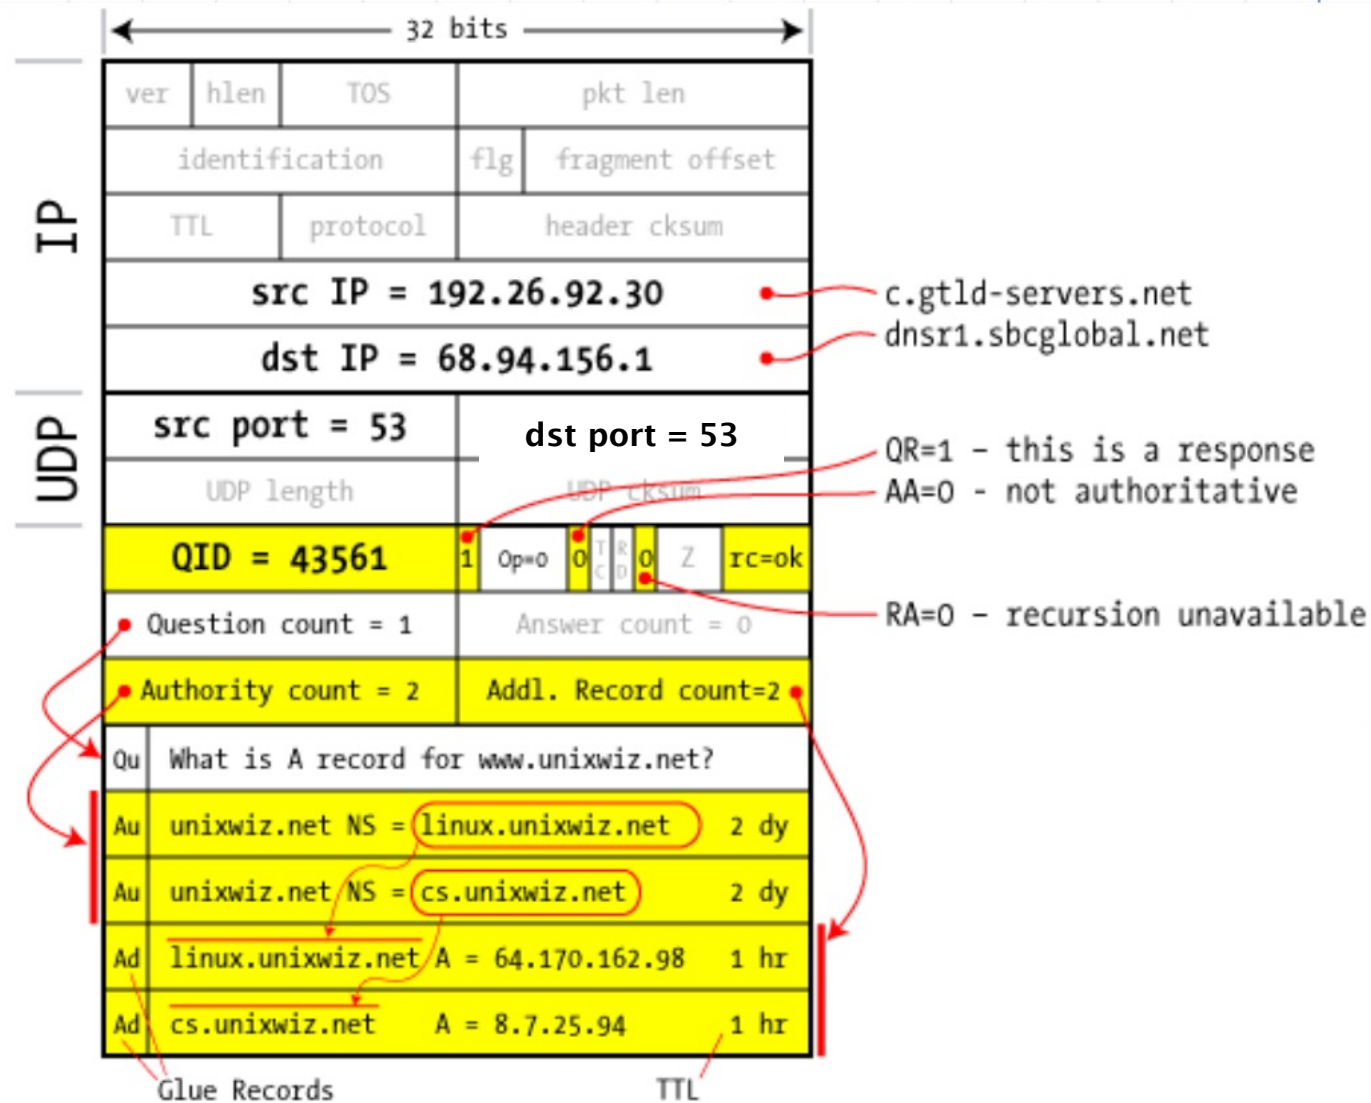 32 bits
ver hlen TOS pkt len
identification flg fragment offset
TTL protocol header cksum
IP
src IP = 192.26.92.30 c.gtld-servers.net
dst IP = 68.94.156.1 dnsr1.sbcglobal.net
UDP
src port = 53 dst port = 53
QR=1 – this is a response
UDP length UDP cksum AA=0 - not authoritative
QID = 43561 1 Op=0 0 TC RD 0 Z rc=ok
RA=0 – recursion unavailable
Question count = 1 Answer count = 0
Authority count = 2 Addl. Record count=2
Qu What is A record for www.unixwiz.net?
Au unixwiz.net NS = linux.unixwiz.net 2 dy
Au unixwiz.net NS = cs.unixwiz.net 2 dy
Ad linux.unixwiz.net A = 64.170.162.98 1 hr
Ad cs.unixwiz.net A = 8.7.25.94 1 hr
Glue Records TTL